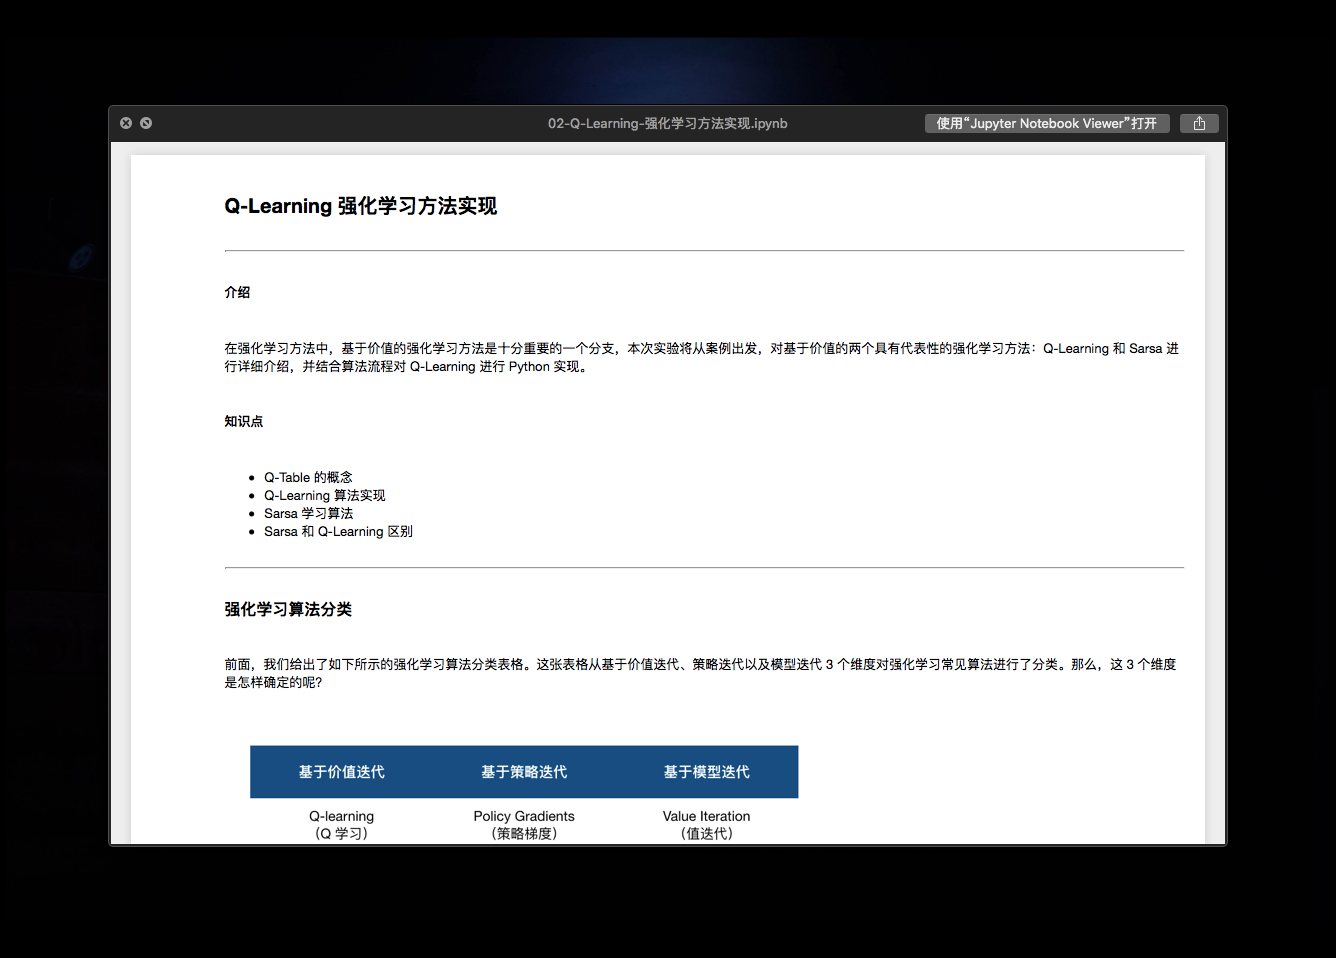 02-Q-Learning-强化学习方法实现.ipynb
使用“Jupyter Notebook Viewer”打开
Q-Learning 强化学习方法实现
介绍
在强化学习方法中，基于价值的强化学习方法是十分重要的一个分支，本次实验将从案例出发，对基于价值的两个具有代表性的强化学习方法：Q-Learning 和 Sarsa 进
行详细介绍，并结合算法流程对 Q-Learning 进行 Python 实现。
知识点
• Q-Table 的概念
• Q-Learning 算法实现
• Sarsa 学习算法
• Sarsa 和 Q-Learning 区别
强化学习算法分类
前面，我们给出了如下所示的强化学习算法分类表格。这张表格从基于价值迭代、策略迭代以及模型迭代 3 个维度对强化学习常见算法进行了分类。那么，这 3 个维度
是怎样确定的呢?
基于价值迭代 基于策略迭代 基于模型迭代
Q-learning Policy Gradients Value Iteration
（Q 学习） （策略梯度） （值迭代）